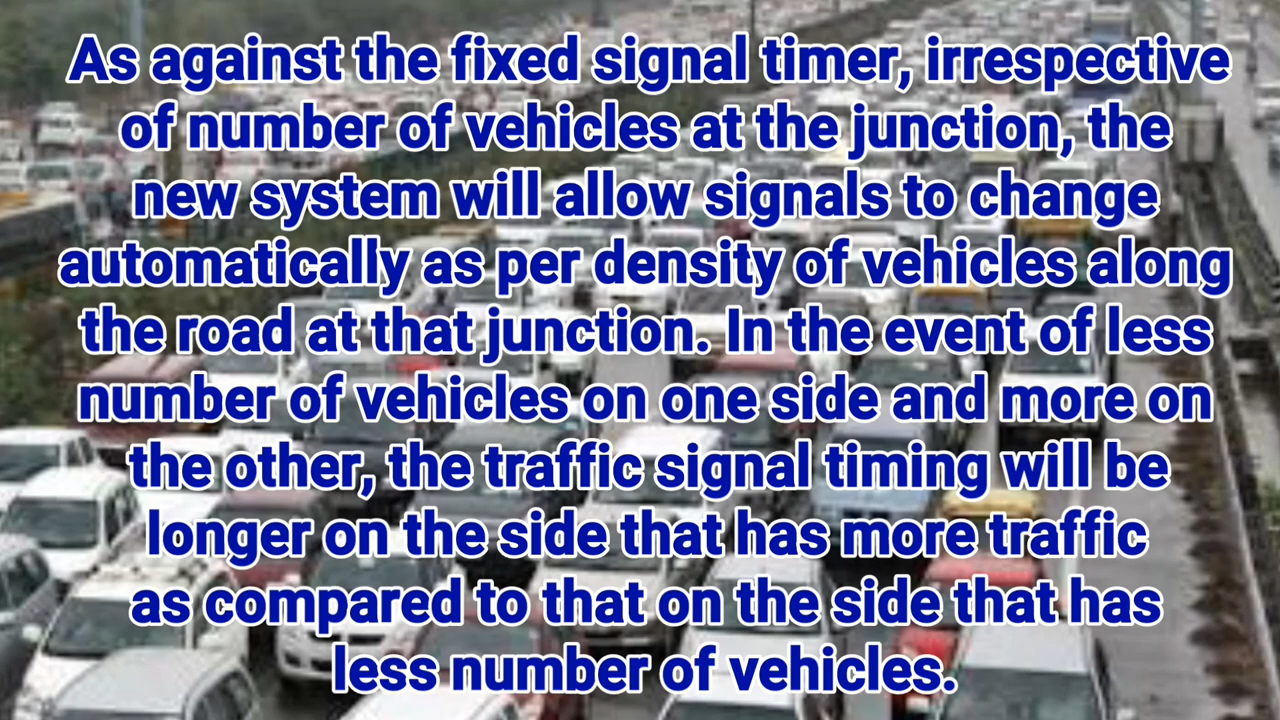 As against the fixed signal timer, irrespective
of number of vehicles at the junction, the
new system will allow signals to change
automatically as per density of vehicles along
the road at that junction. In the event of less
number of vehicles on one side and more on
the other, the traffic signal timing will be
longer on the side that has more traffic
as compared to that on the side that has
less number of vehicles.